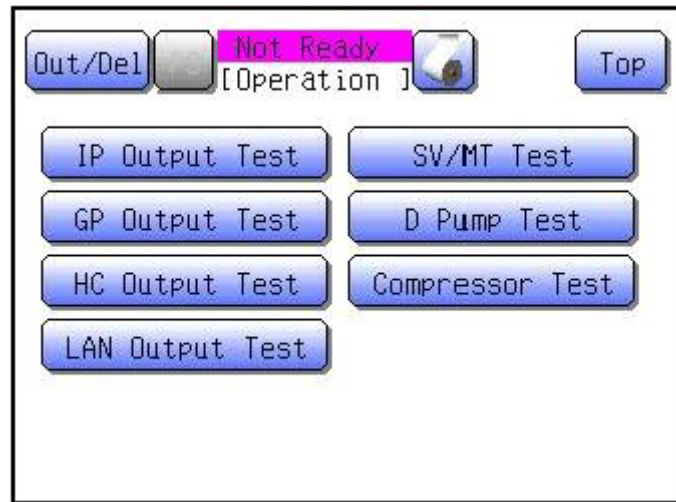 Out/Del
Not Ready
[Operation ]
Top
IP Output Test
SV/MT Test
GP Output Test
D Pump Test
HC Output Test
Compressor Test
LAN Output Test